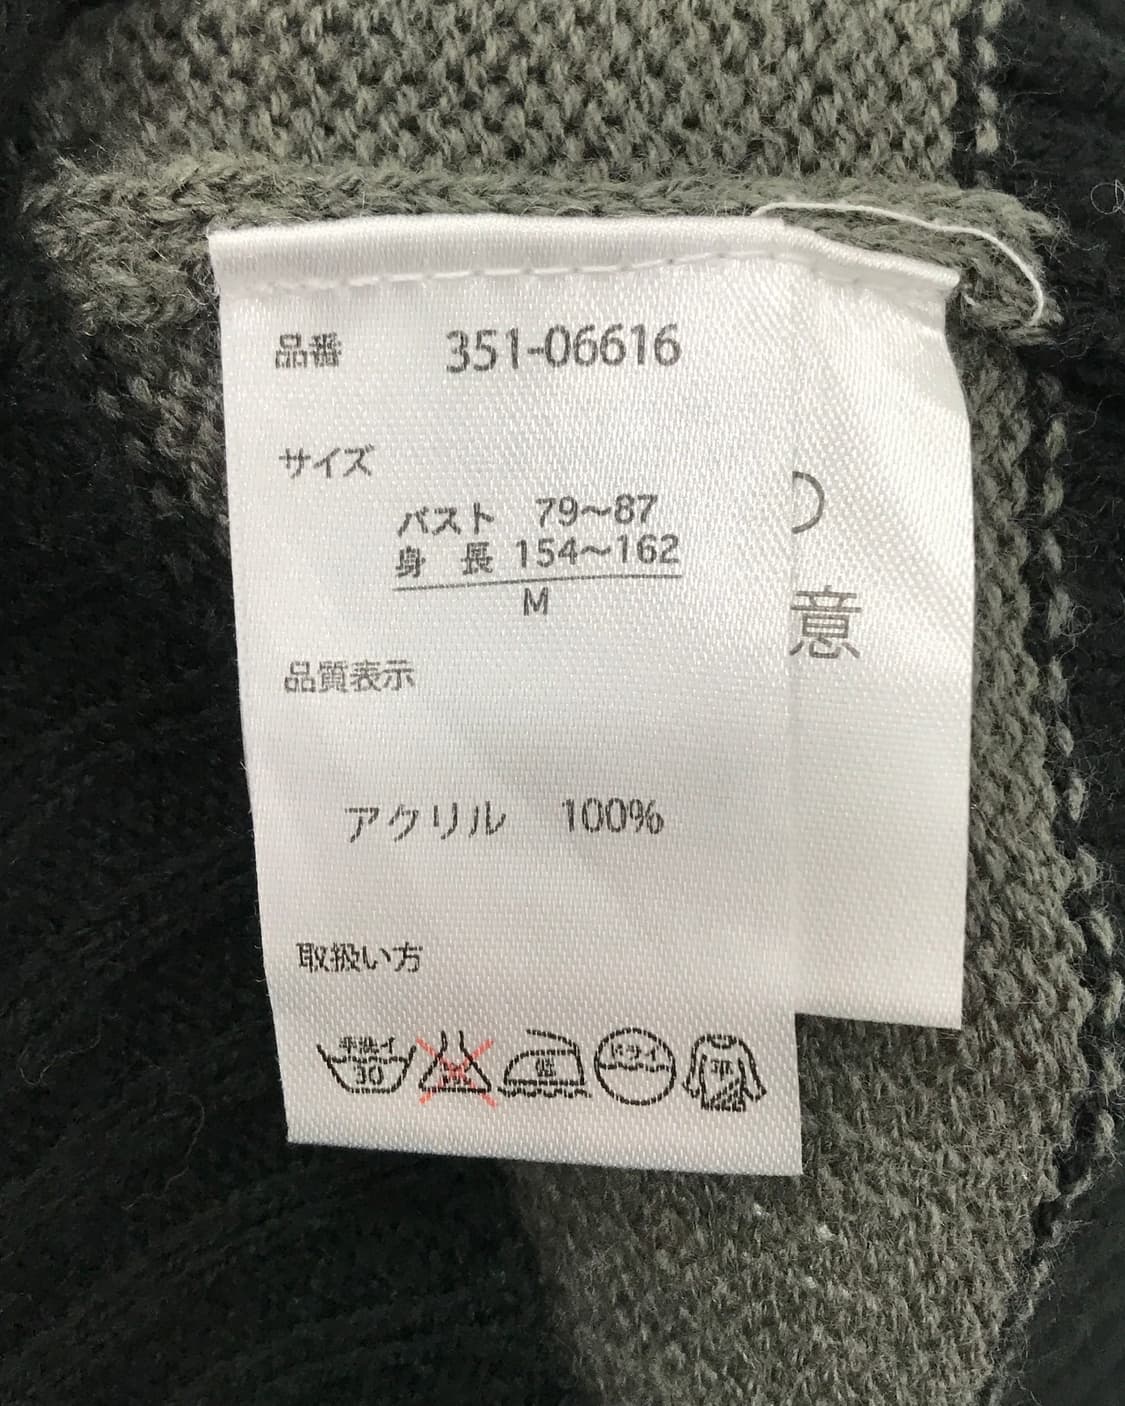 品番 351-06616
サイズ
バスト 79～87
身長 154～162
M
品質表示
アクリル 100%
取扱い方
手洗イ
30
ドライ
平
意